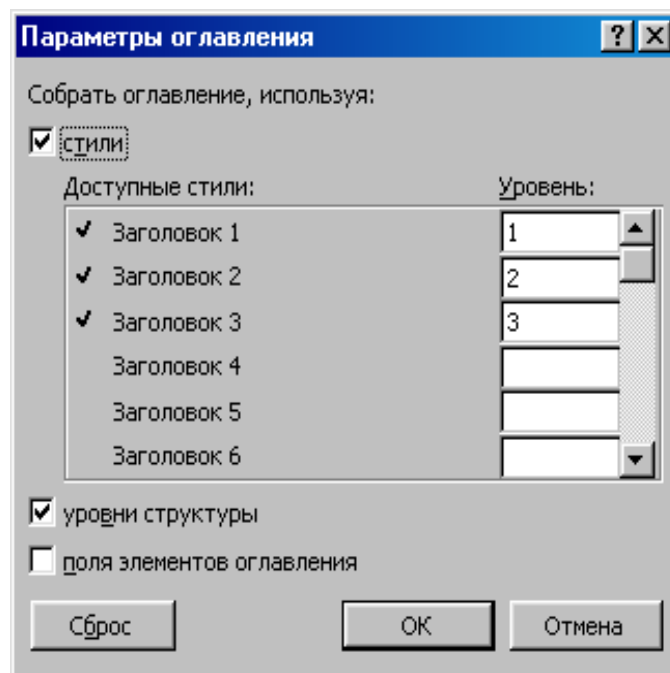 Параметры оглавления
Собрать оглавление, используя:
стили
Доступные стили: Уровень:
Заголовок 1 1
Заголовок 2 2
Заголовок 3 3
Заголовок 4
Заголовок 5
Заголовок 6
уровни структуры
поля элементов оглавления
Сброс ОК Отмена